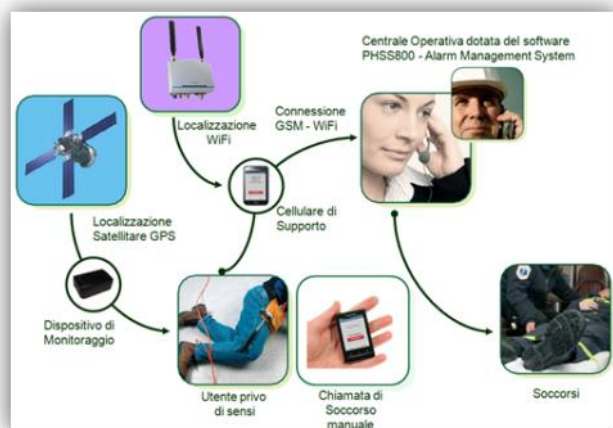 Centrale Operativa dotata del software
PHSS800 - Alarm Management System
Localizzazione
WiFi
Connessione
GSM - WiFi
Cellulare di
Supporto
Localizzazione
Satellitare GPS
Dispositivo di
Monitoraggio
Utente privo
di sensi
Chiamata di
Soccorso
manuale
Soccorsi